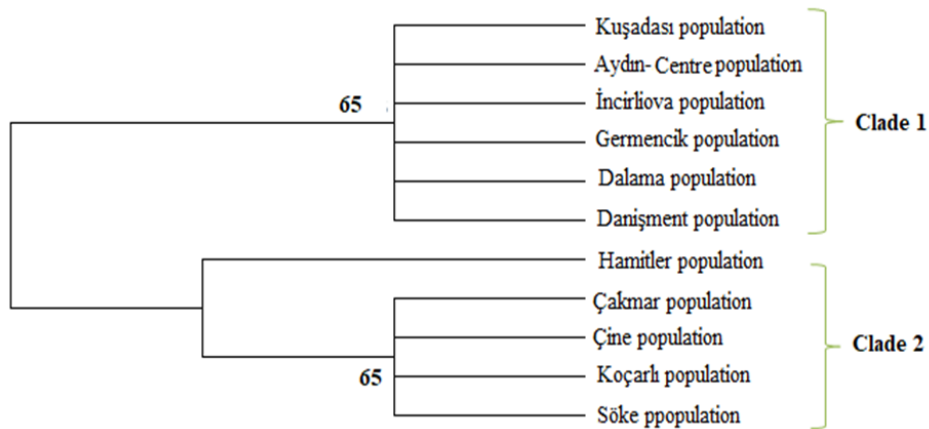 Kuşadası population
Aydın- Centre population
65
İncirliova population
Clade 1
Germencik population
Dalama population
Danişment population
Hamitler population
Çakmar population
Çine population
Clade 2
65
Koçarlı population
Söke ppopulation